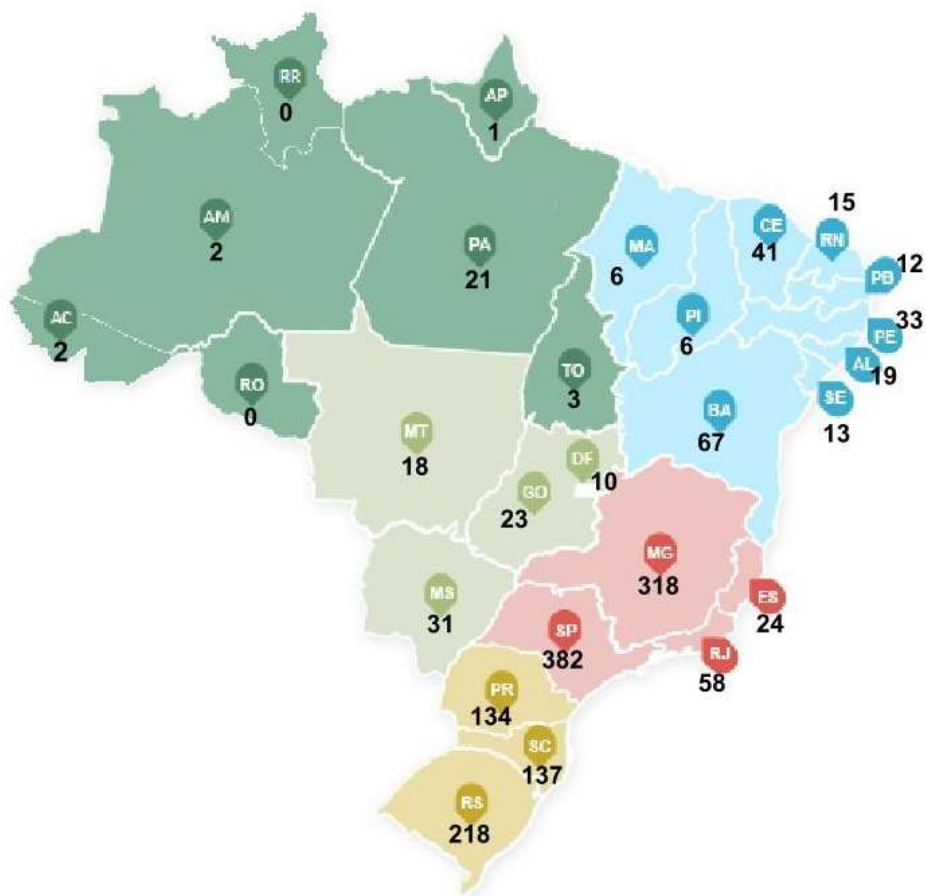 RR
0
AP
1
AM
2
PA
21
AC
2
RO
0
TO
3
MA
6
PI
6
CE
41
15
RN
12
PB
33
PE
AL
19
SE
13
BA
67
MT
18
DF
10
GO
23
MS
31
MG
318
ES
24
SP
382
RJ
58
PR
134
SC
137
RS
218